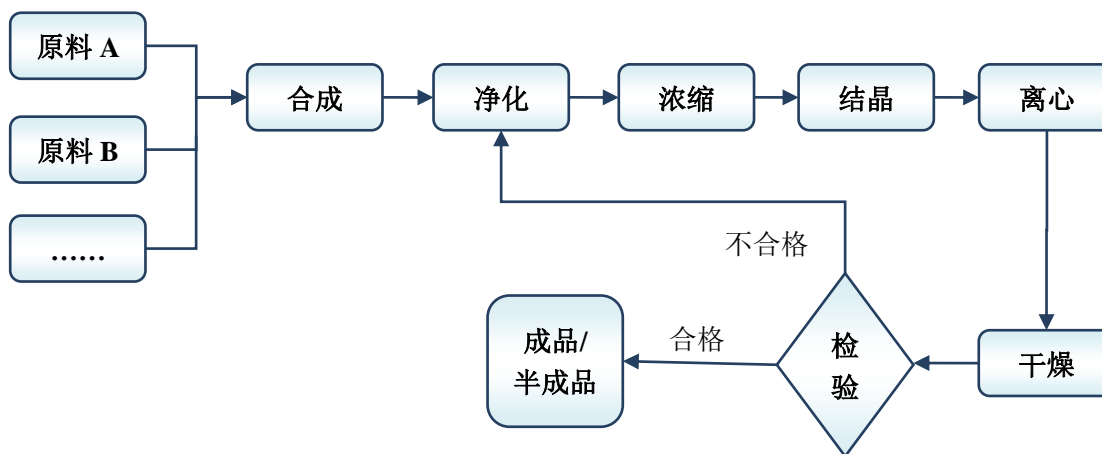 原料 A
原料 B
……
合成
净化
浓缩
结晶
离心
不合格
合格
成品/
半成品
检
验
干燥